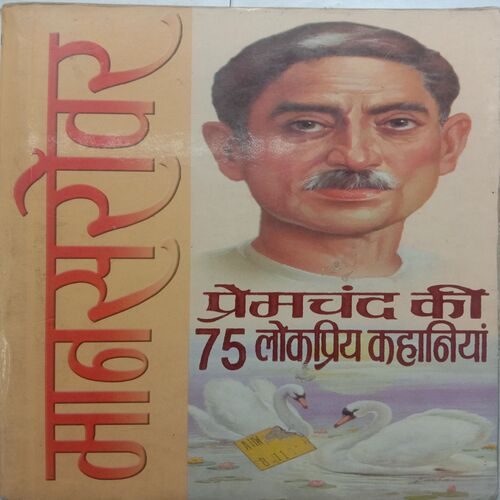 मानसरोवर
प्रेमचंद की
75 लोकप्रिय कहानियां